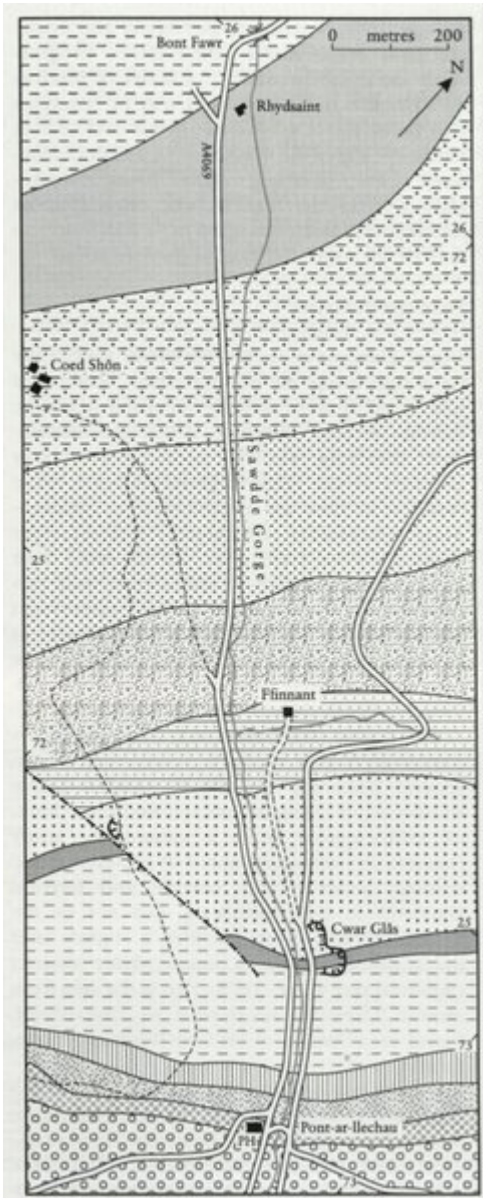 26
Bont Fawr
0 metres 200
N
Rhydsaint
A4069
26
72
Coed Shôn
Sawdde Gorge
25
Ffinnant
72
Cwar Glâs
25
73
Pont-ar-llechau
PH
73